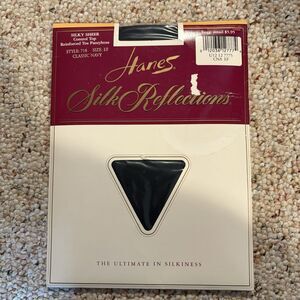 SILKY SHEER
Control Top
Reinforced Toe Pantyhose
STYLE: 716 SIZE: EF
CLASSIC NAVY
Hanes
Silk Reflections
THE ULTIMATE IN SILKINESS